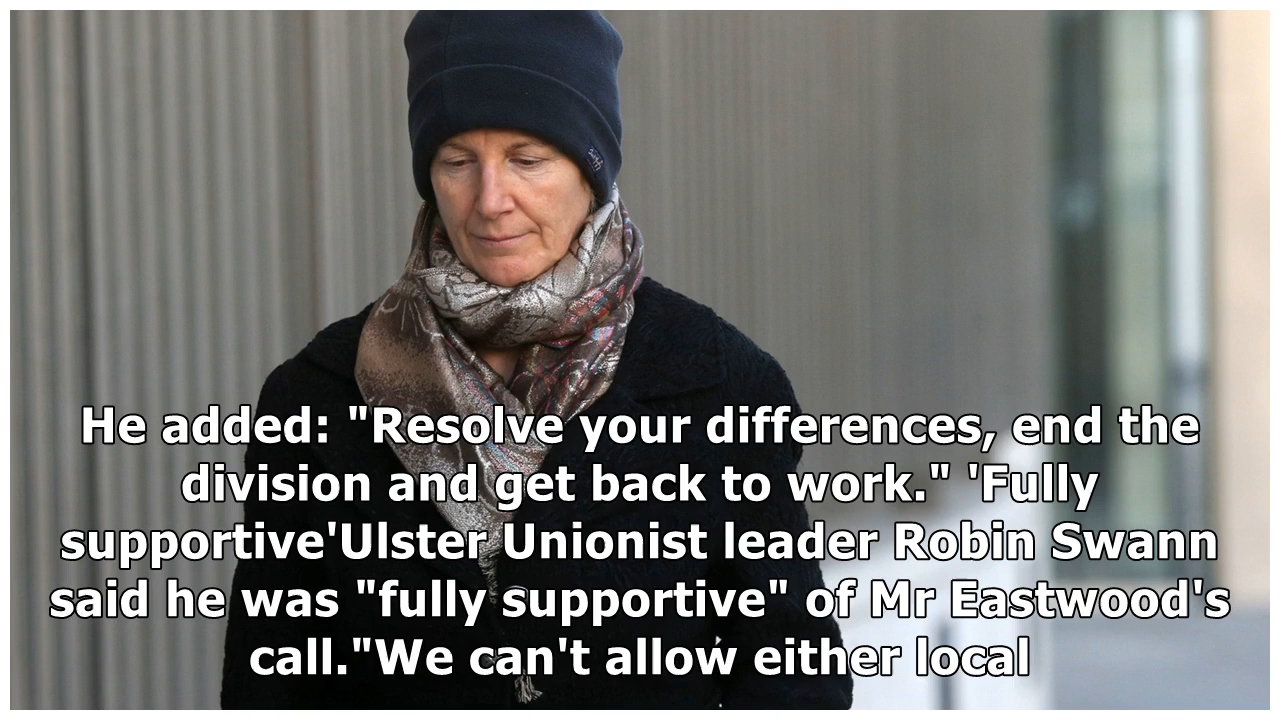 He added: "Resolve your differences, end the
division and get back to work." 'Fully
supportive'Ulster Unionist leader Robin Swann
said he was "fully supportive" of Mr Eastwood's
call."We can't allow either local